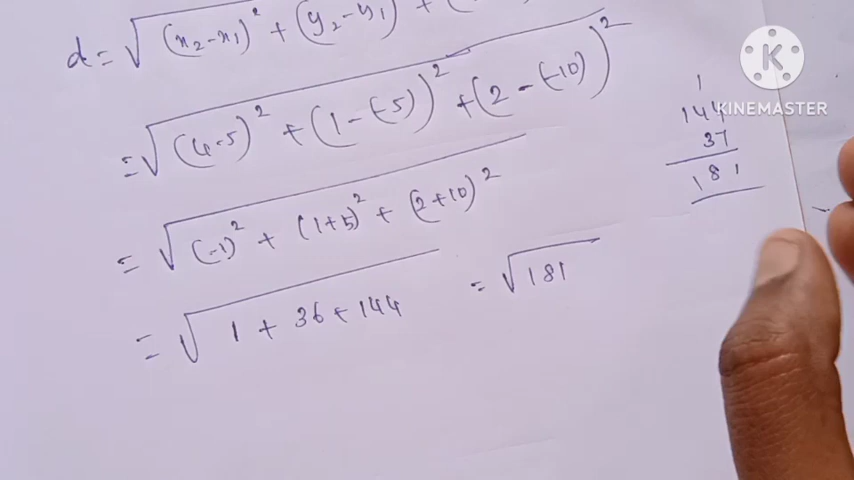 d = √(x₂-x₁)² + (y₂-y₁) + (
= √(4-5)² + (1-(-5))² + (2-(-10))²
= √(-1)² + (1+5)² + (2+10)²
= √1 + 36 + 144 = √181
1
144
37
181
K
KINEMASTER